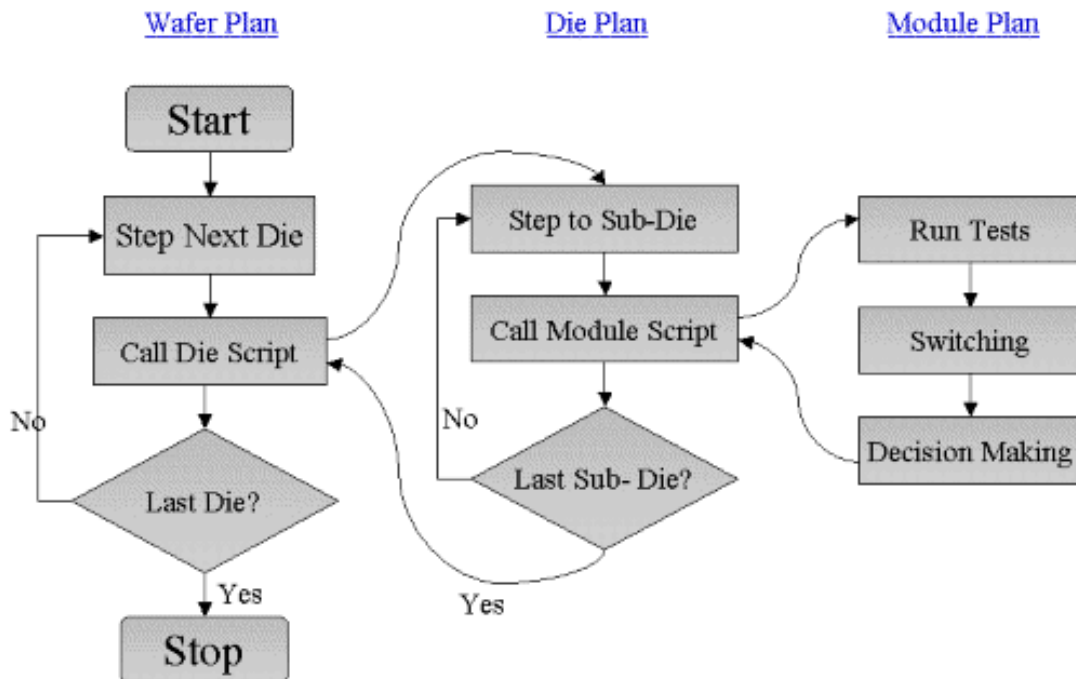 Wafer Plan
Die Plan
Module Plan
Start
Step Next Die
Call Die Script
No
Last Die?
Yes
Stop
Step to Sub-Die
Call Module Script
No
Last Sub- Die?
Yes
Run Tests
Switching
Decision Making